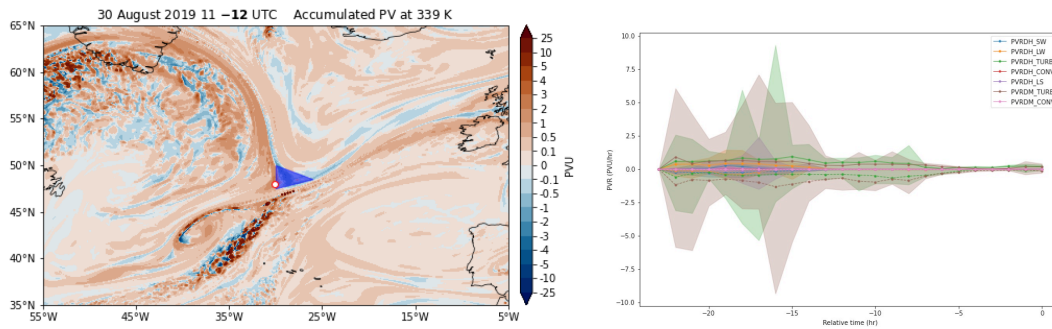 30 August 2019 11 −12 UTC Accumulated PV at 339 K
65°N
60°N
55°N
50°N
45°N
40°N
35°N
55°W
45°W
35°W
25°W
15°W
5°W
25
10
5
4
3
2
1
0.5
0.1
0
-0.1
-0.5
-1
-2
-3
-4
-5
-10
-25
PVU
10.0
7.5
5.0
2.5
0.0
-2.5
-5.0
-7.5
-10.0
PVR (PVU/hr)
−20
−15
−10
−5
0
Relative time (hr)
PVRDH_SW
PVRDH_LW
PVRDH_TURB
PVRDH_CONV
PVRDH_LS
PVRDM_TURB
PVRDM_CONV